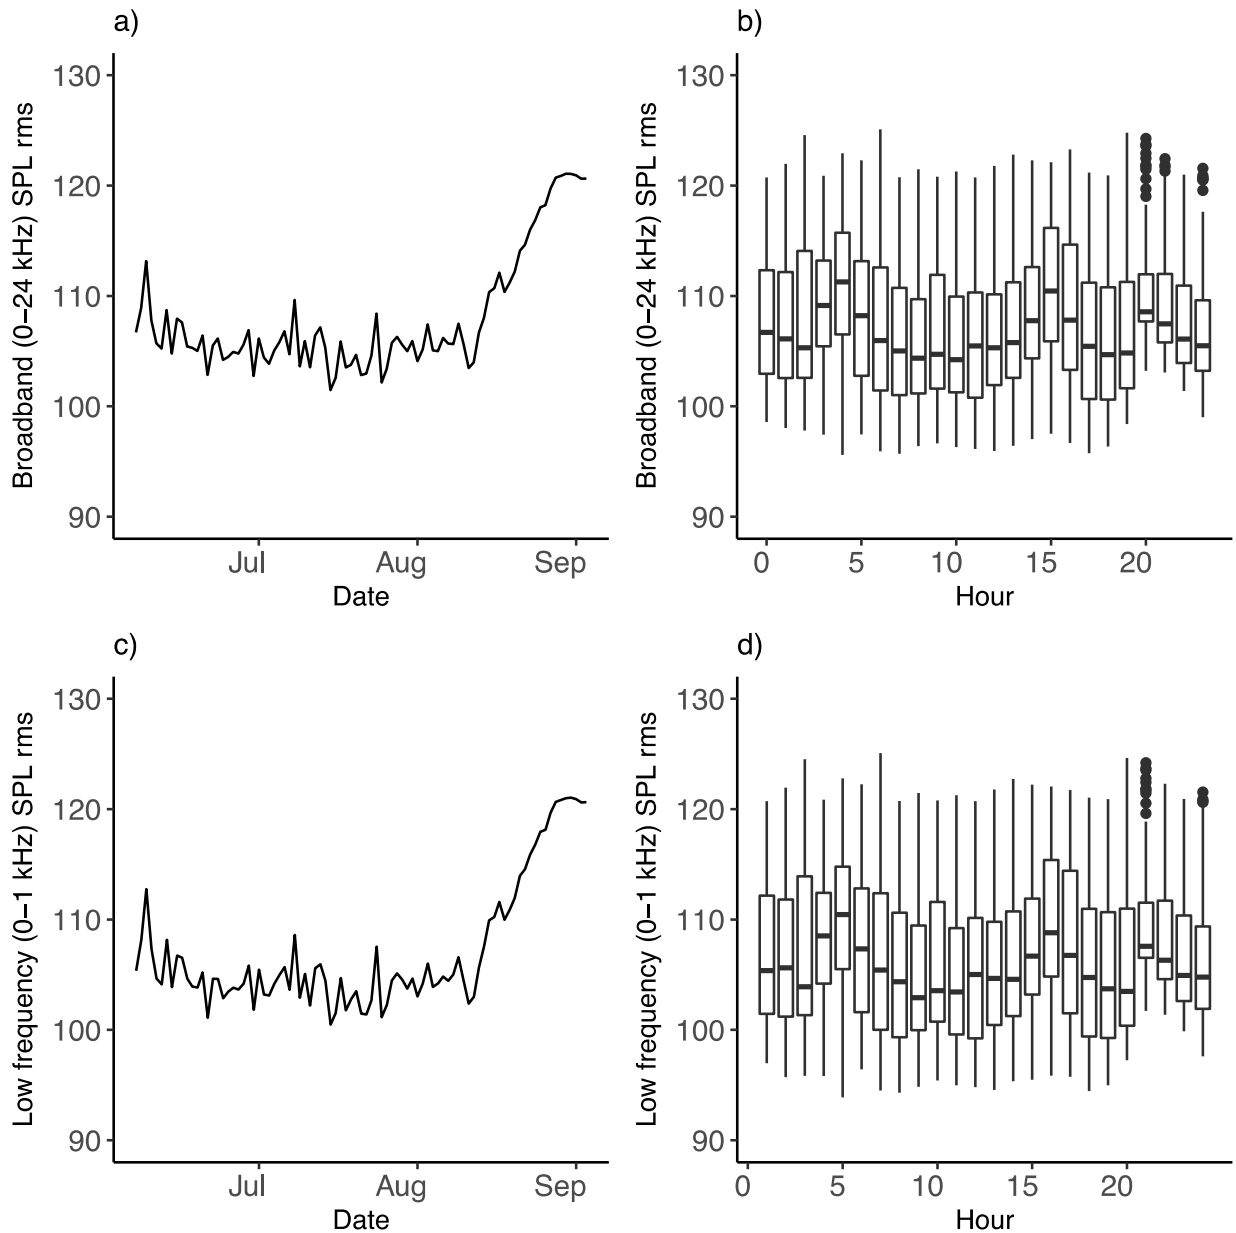 a)
Broadband (0−24 kHz) SPL rms
130
120
110
100
90
Jul
Aug
Sep
Date
b)
Broadband (0−24 kHz) SPL rms
130
120
110
100
90
0
5
10
15
20
Hour
c)
Low frequency (0−1 kHz) SPL rms
130
120
110
100
90
Jul
Aug
Sep
Date
d)
Low frequency (0−1 kHz) SPL rms
130
120
110
100
90
0
5
10
15
20
Hour